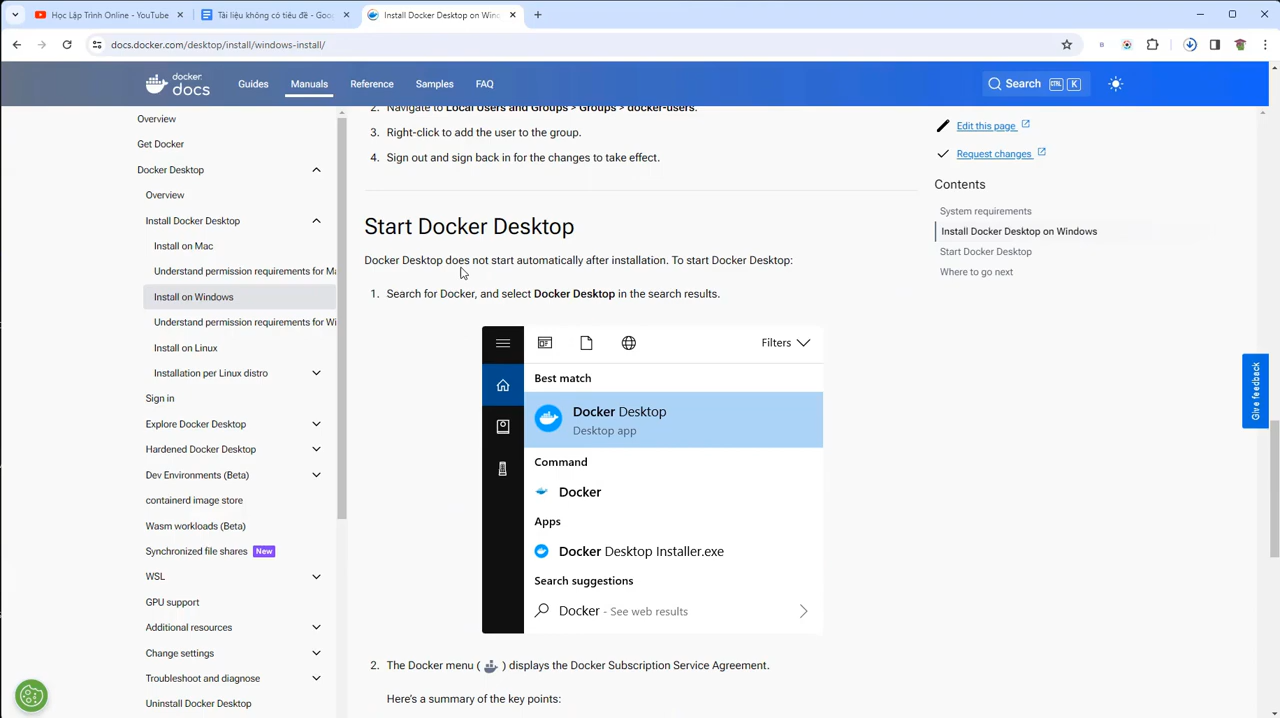 Học Lập Trình Online - YouTube
Tài liệu không có tiêu đề - Goo
Install Docker Desktop on Win
docs.docker.com/desktop/install/windows-install/
docker docs
Guides
Manuals
Reference
Samples
FAQ
Search
CTRL
K
Overview
Get Docker
Docker Desktop
Overview
Install Docker Desktop
Install on Mac
Understand permission requirements for Ma
Install on Windows
Understand permission requirements for Wi
Install on Linux
Installation per Linux distro
Sign in
Explore Docker Desktop
Hardened Docker Desktop
Dev Environments (Beta)
containerd image store
Wasm workloads (Beta)
Synchronized file shares New
WSL
GPU support
Additional resources
Change settings
Troubleshoot and diagnose
Uninstall Docker Desktop
2. Navigate to Local Users and Groups > Groups > docker-users.
3. Right-click to add the user to the group.
4. Sign out and sign back in for the changes to take effect.
Start Docker Desktop
Docker Desktop does not start automatically after installation. To start Docker Desktop:
1. Search for Docker, and select Docker Desktop in the search results.
Filters
Best match
Docker Desktop
Desktop app
Command
Docker
Apps
Docker Desktop Installer.exe
Search suggestions
Docker - See web results
2. The Docker menu ( ) displays the Docker Subscription Service Agreement.
Here's a summary of the key points:
Edit this page
Request changes
Contents
System requirements
Install Docker Desktop on Windows
Start Docker Desktop
Where to go next
Give feedback